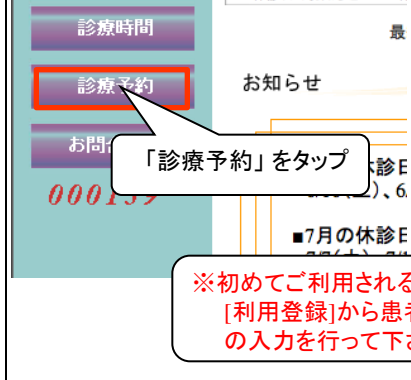 診療時間
最
診療予約
お知らせ
お問
「診療予約」をタップ
休診日
000139
)、6
■7月の休診日
※初めてご利用される
[利用登録]から患者
の入力を行って下さ